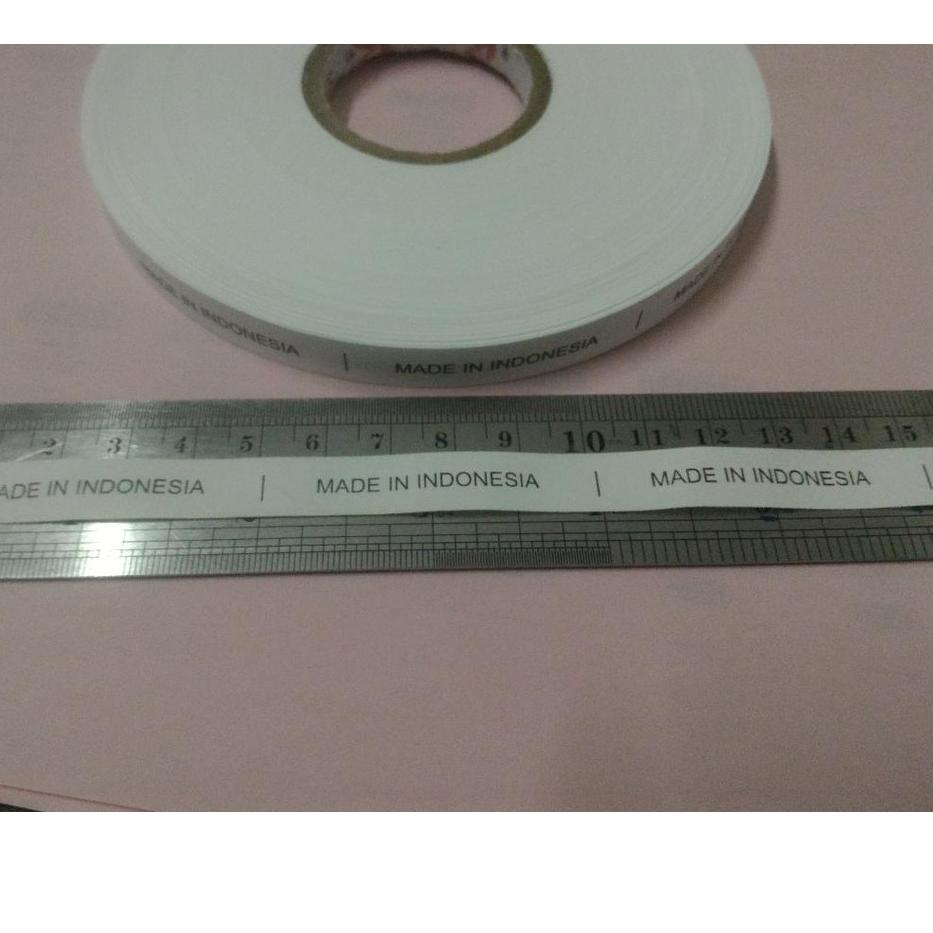 MADE IN INDONESIA | MADE IN INDONESIA | MADE
2 3 4 5 6 7 8 9 10 11 12 13 14 15
ADE IN INDONESIA | MADE IN INDONESIA | MADE IN INDONESIA |